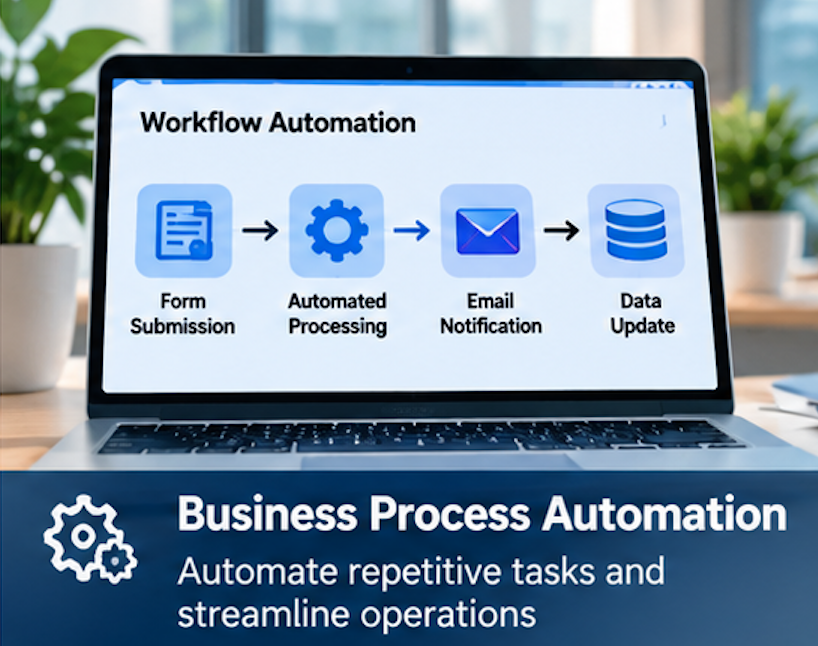 Workflow Automation
Form
Submission
Automated
Processing
Email
Notification
Data
Update
Business Process Automation
Automate repetitive tasks and
streamline operations